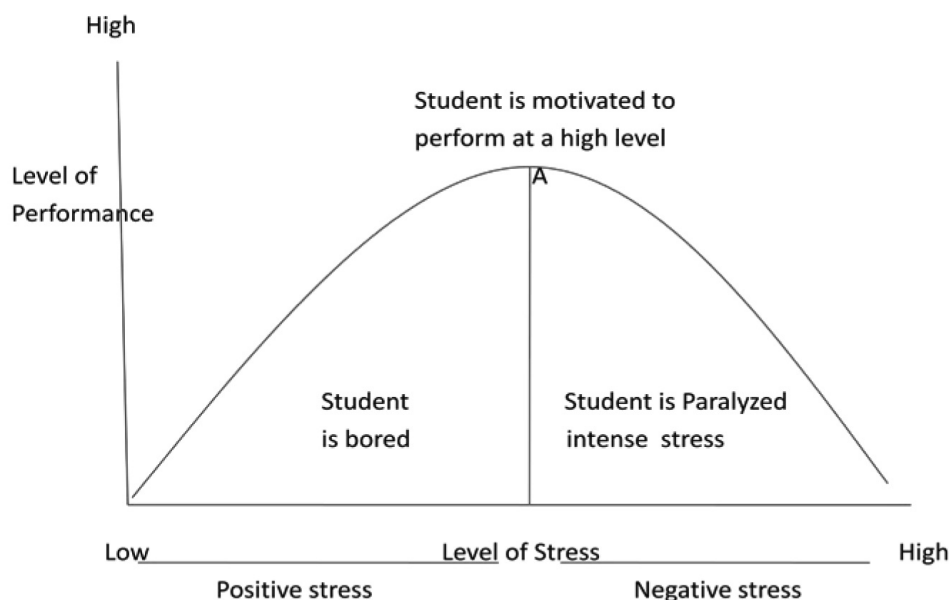 High
Student is motivated to
perform at a high level
Level of
Performance
A
Student
is bored
Student is Paralyzed
intense stress
Low
Level of Stress
High
Positive stress
Negative stress